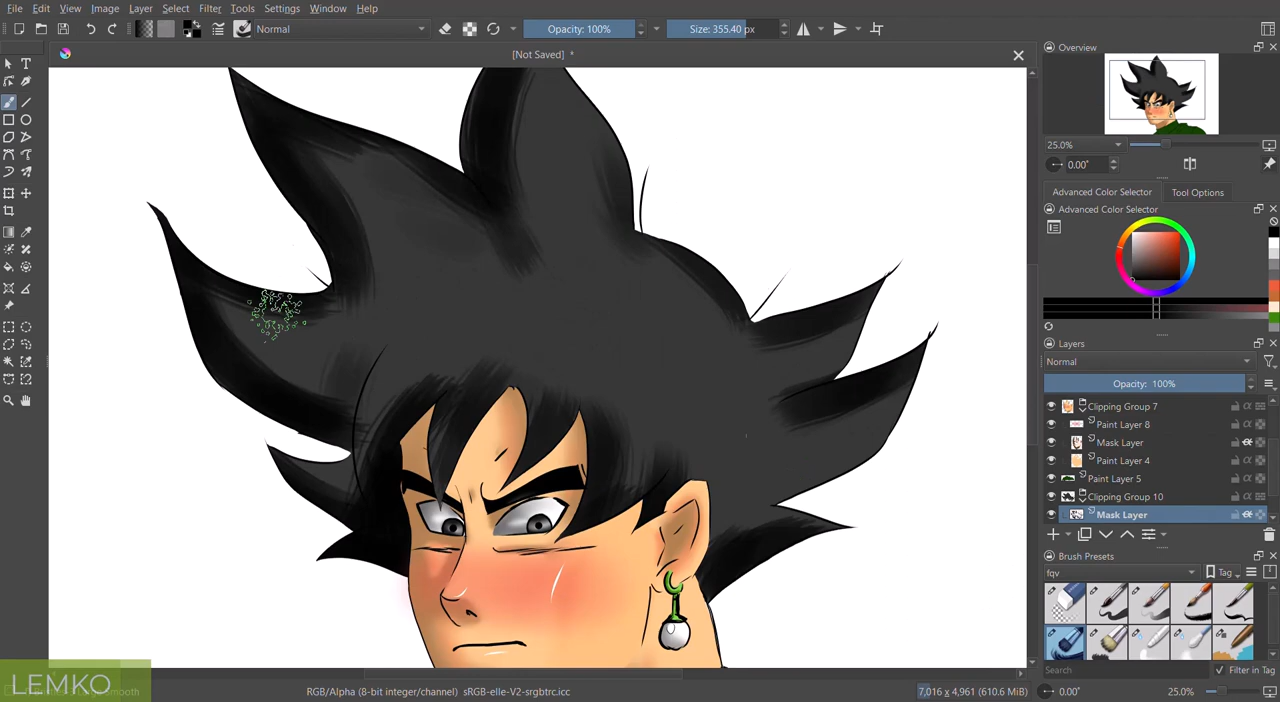 File Edit View Image Layer Select Filter Tools Settings Window Help
Normal Opacity: 100% Size: 355.40 px
[Not Saved] *
Overview
25.0%
0.00°
Advanced Color Selector Tool Options
Advanced Color Selector
Layers
Normal
Opacity: 100%
Clipping Group 7
Paint Layer 8
Mask Layer
Paint Layer 4
Paint Layer 5
Clipping Group 10
Mask Layer
Brush Presets
fqv Tag
Search Filter in Tag
LEMKO
RGB/Alpha (8-bit integer/channel) sRGB-elle-V2-srgbtrc.icc 7,016 x 4,961 (610.6 MiB) 0.00° 25.0%